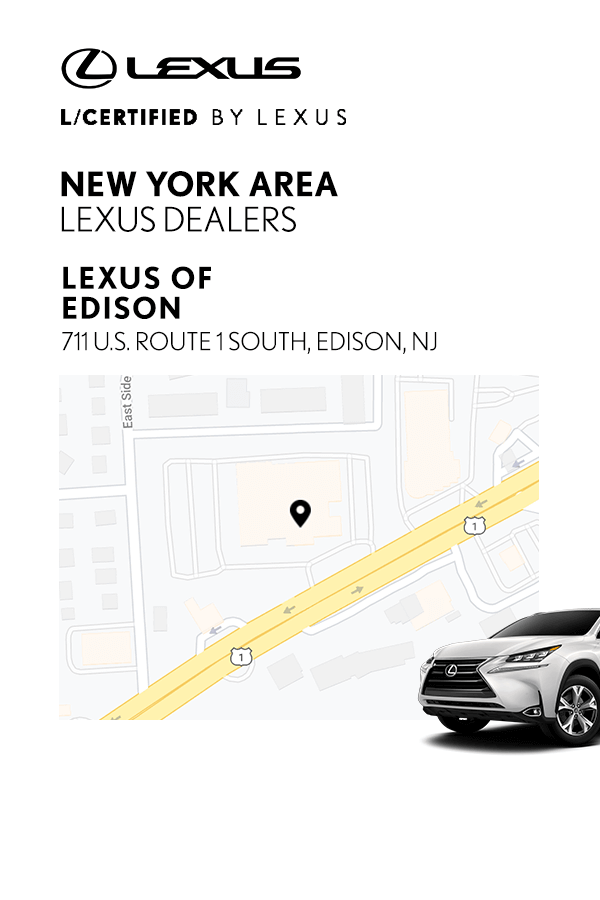 LEXUS
L/CERTIFIED BY LEXUS
NEW YORK AREA
LEXUS DEALERS
LEXUS OF
EDISON
711 U.S. ROUTE 1 SOUTH, EDISON, NJ
East Side
1
1